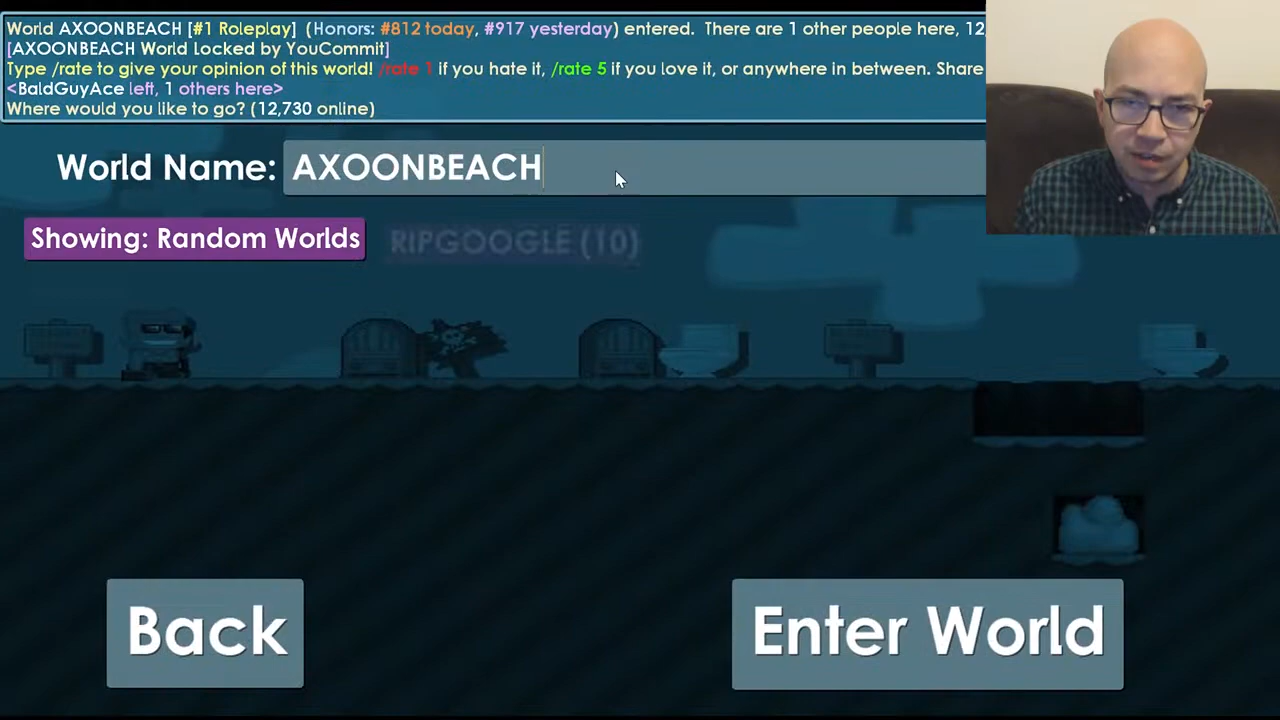 World AXOONBEACH [#1 Roleplay] (Honors: #812 today, #917 yesterday) entered. There are 1 other people here, 12,
[AXOONBEACH World Locked by YouCommit]
Type /rate to give your opinion of this world! /rate 1 if you hate it, /rate 5 if you love it, or anywhere in between. Share
<BaldGuyAce left, 1 others here>
Where would you like to go? (12,730 online)
World Name: AXOONBEACH
Showing: Random Worlds RIPGOOGLE (10)
Back Enter World